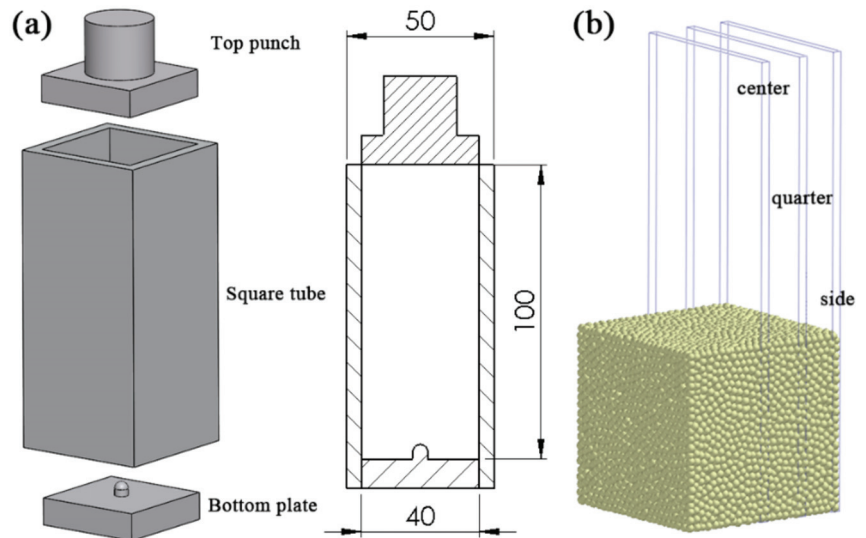 (a)
Top punch
Square tube
Bottom plate
50
100
40
(b)
center
quarter
side